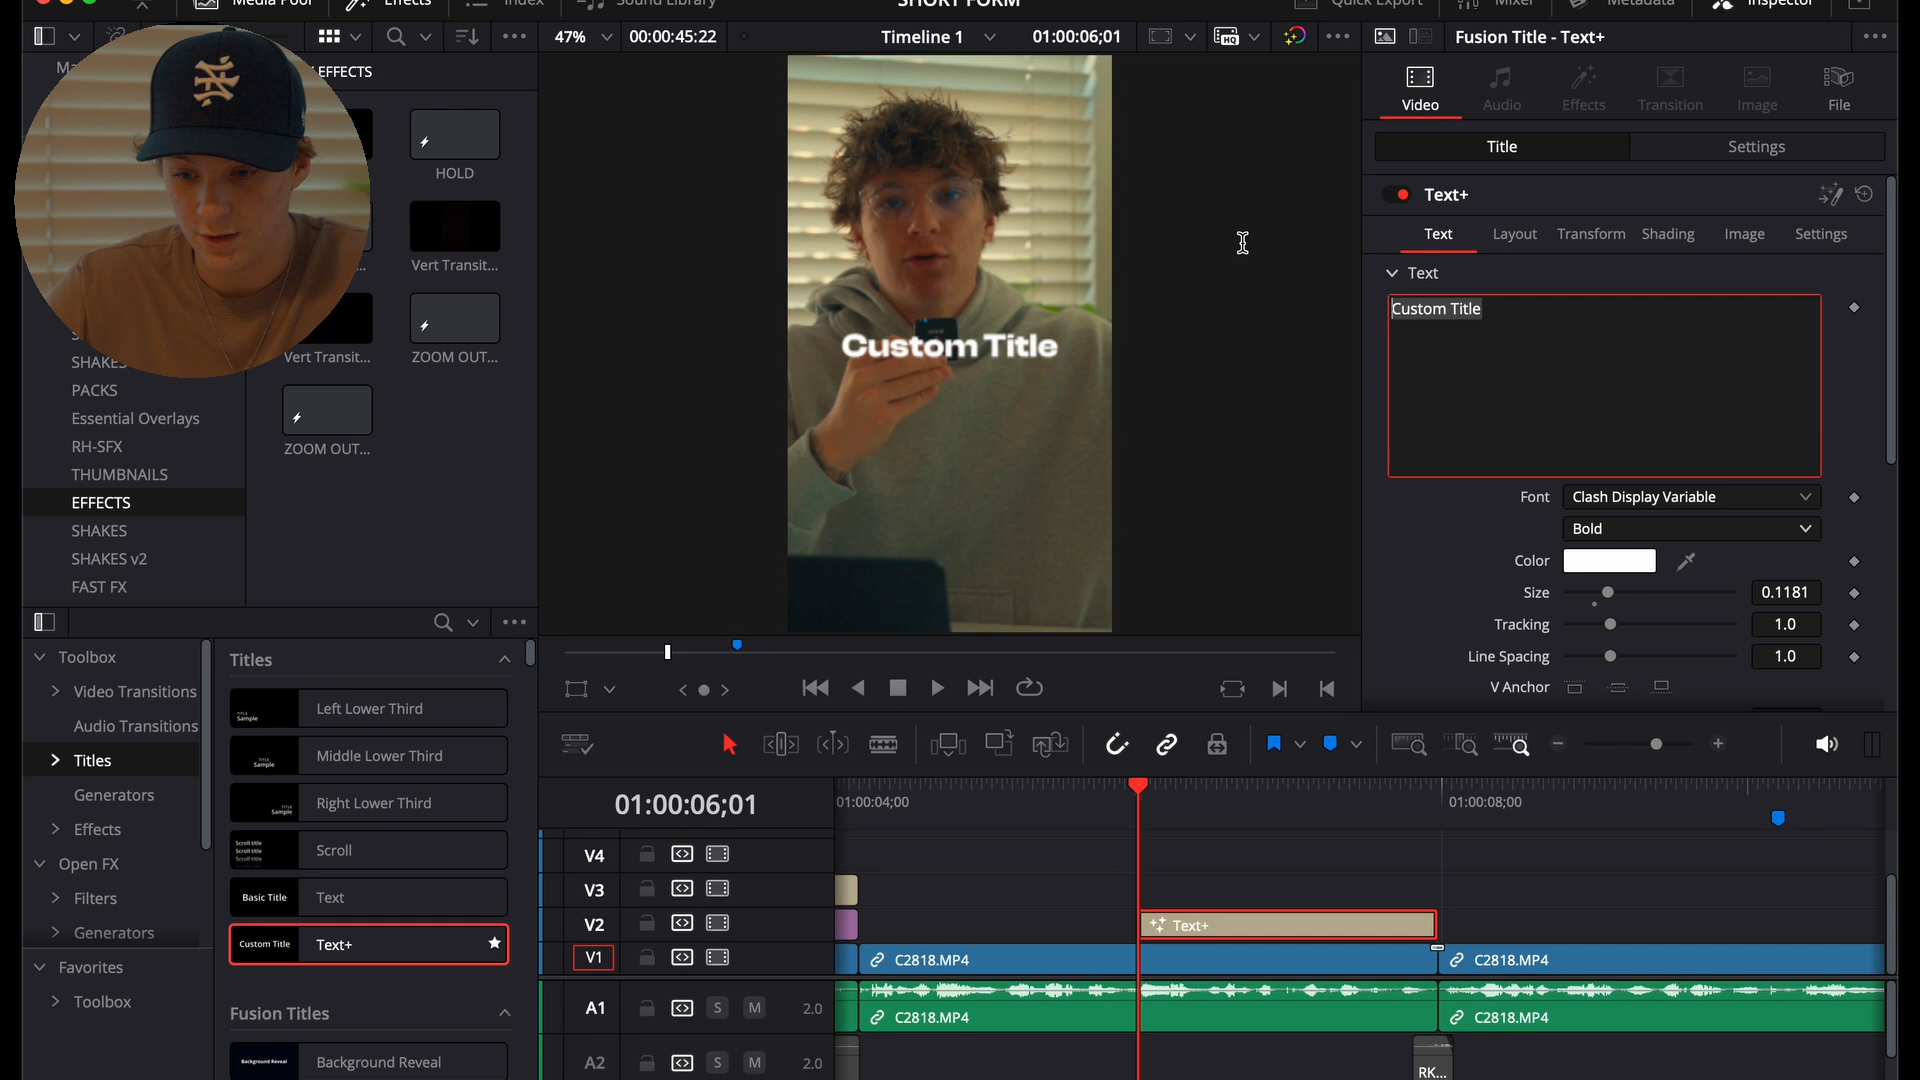 Media Pool
Effects
Index
Sound Library
SHORT FORM
Quick Export
Mixer
Metadata
Inspector
47%
00:00:45:22
Timeline 1
01:00:06;01
Fusion Title - Text+
EFFECTS
HOLD
Vert Transit...
Vert Transit...
ZOOM OUT...
ZOOM OUT...
SHAKES
PACKS
Essential Overlays
RH-SFX
THUMBNAILS
EFFECTS
SHAKES
SHAKES v2
FAST FX
Custom Title
Video
Audio
Effects
Transition
Image
File
Title
Settings
Text+
Text
Layout
Transform
Shading
Image
Settings
Text
Custom Title
Font
Clash Display Variable
Bold
Color
Size
0.1181
Tracking
1.0
Line Spacing
1.0
V Anchor
Toolbox
Video Transitions
Audio Transitions
Titles
Generators
Effects
Open FX
Filters
Generators
Favorites
Toolbox
Titles
Left Lower Third
Middle Lower Third
Right Lower Third
Scroll
Basic Title
Text
Custom Title
Text+
Fusion Titles
Background Reveal
Background Reveal
01:00:06;01
01:00:04;00
01:00:08;00
V4
V3
V2
Text+
V1
C2818.MP4
C2818.MP4
A1
S
M
2.0
C2818.MP4
C2818.MP4
A2
S
M
2.0
RK...